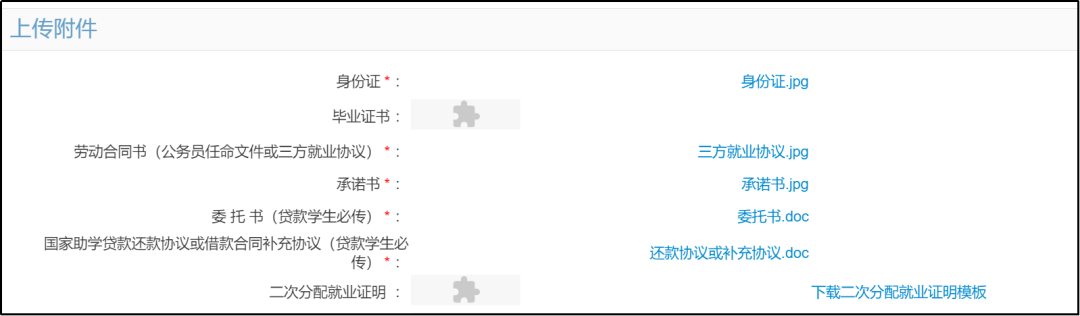 上传附件
身份证 * ： 身份证.jpg
毕业证书 ：
劳动合同书（公务员任命文件或三方就业协议） * ： 三方就业协议.jpg
承诺书 * ： 承诺书.jpg
委 托 书（贷款学生必传） * ： 委托书.doc
国家助学贷款还款协议或借款合同补充协议（贷款学生必
传） * ： 还款协议或补充协议.doc
二次分配就业证明 ： 下载二次分配就业证明模板